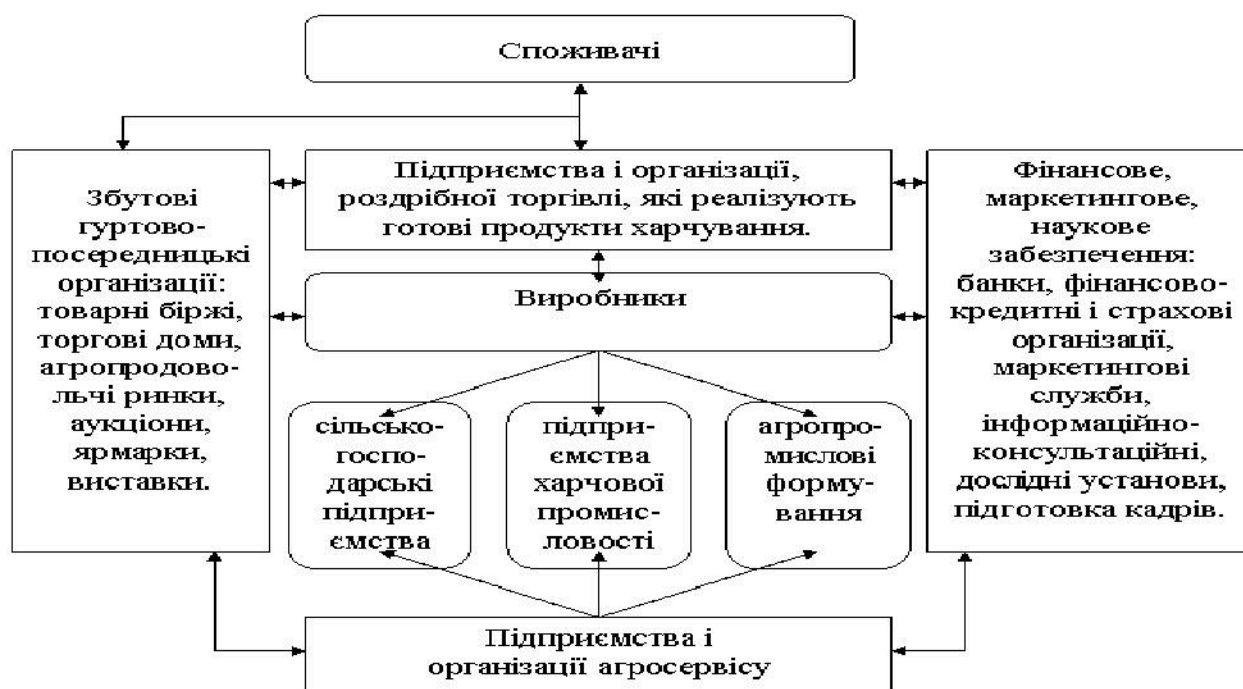 Споживачі
Збутові
гуртово-
посередницькі
організації:
товарні біржі,
торгові доми,
агропродово-
льчі ринки,
аукціони,
ярмарки,
виставки.
Підприємства і організації,
роздрібної торгівлі, які реалізують
готові продукти харчування.
Виробники
Фінансове,
маркетингове,
наукове
забезпечення:
банки, фінансово-
кредитні і страхові
організації,
маркетингові
служби,
інформаційно-
консультаційні,
дослідні установи,
підготовка кадрів.
сільсько-
госпо-
дарські
підпри-
ємства
підпри-
ємства
харчової
промис-
ловості
агропро-
мислові
форму-
вання
Підприємства і
організації агросервісу